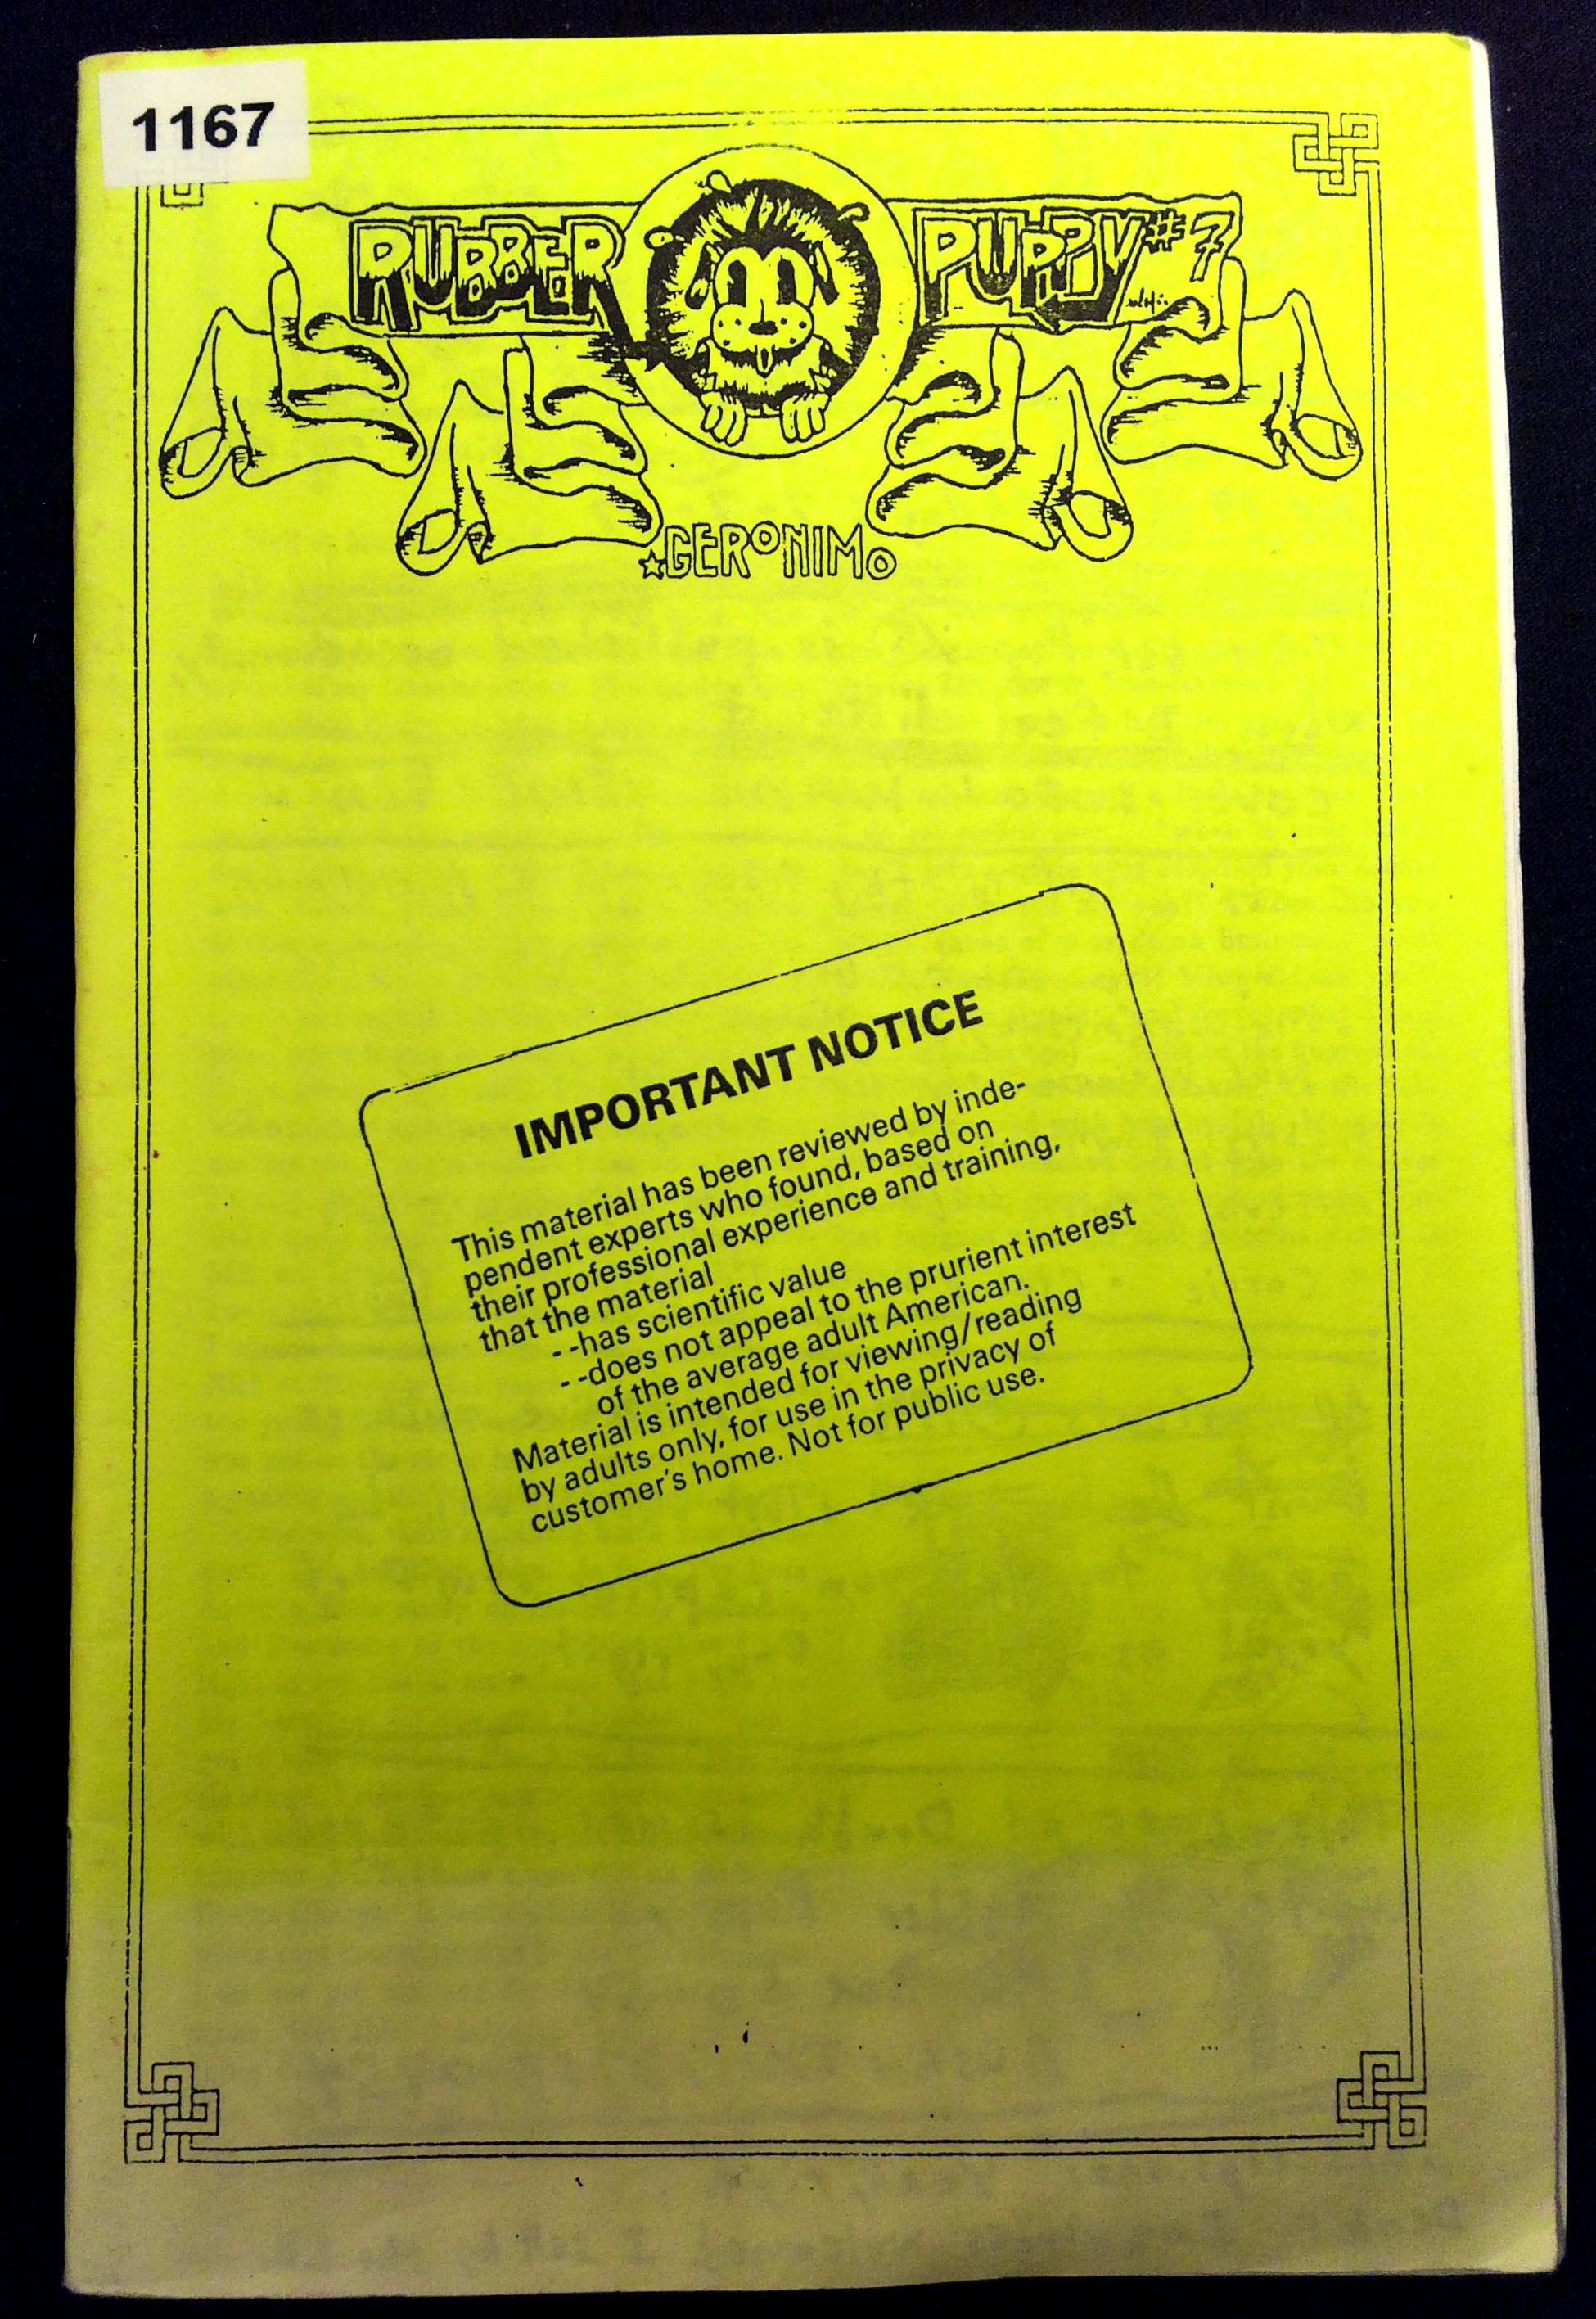 1167
RUBBER PUPPY #7
GERONIMO
IMPORTANT NOTICE
This material has been reviewed by inde-
pendent experts who found, based on
their professional experience and training,
that the material
--has scientific value
--does not appeal to the prurient interest
of the average adult American.
Material is intended for viewing/reading
by adults only, for use in the privacy of
customer's home. Not for public use.